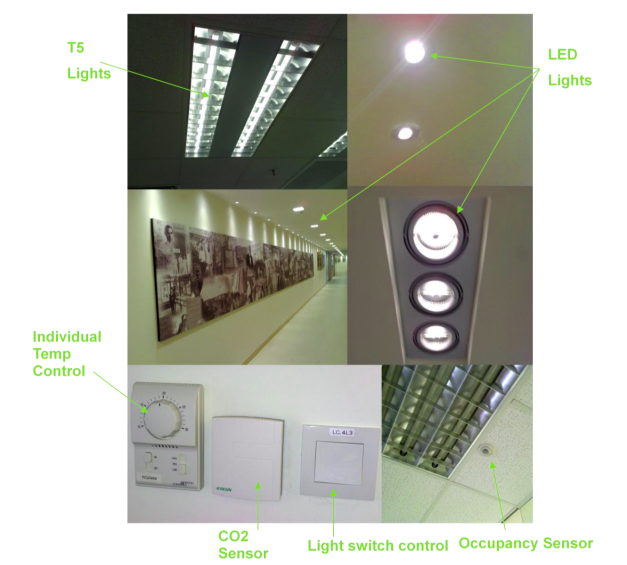 T5
Lights
LED
Lights
Individual
Temp
Control
LC.4L3
CO2
Sensor
Light switch control
Occupancy Sensor